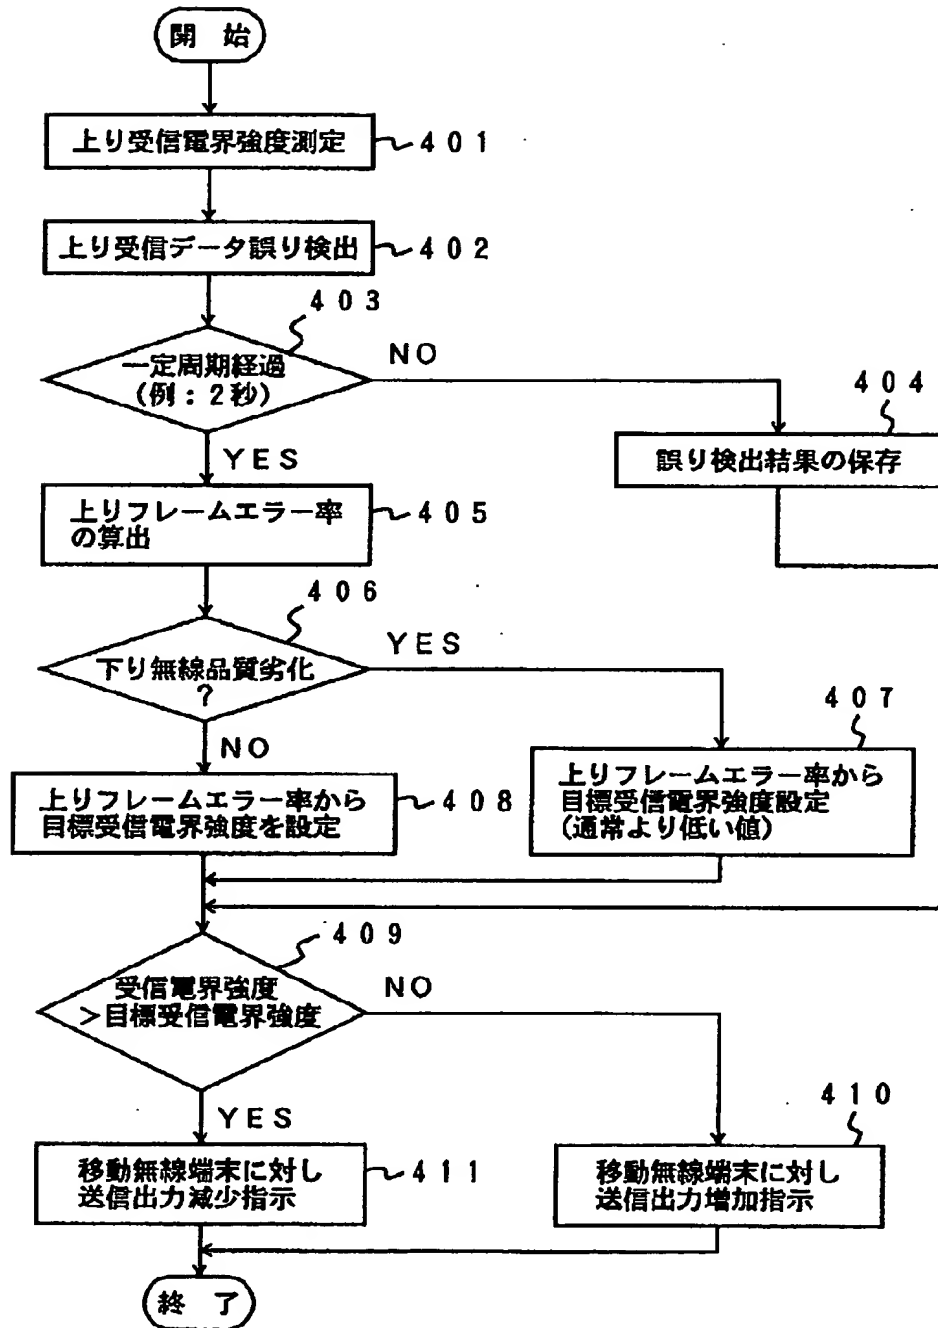 開 始
上り受信電界強度測定
401
上り受信データ誤り検出
402
403
一定周期経過
(例:2秒)
NO
404
YES
誤り検出結果の保存
上りフレームエラー率
の算出
405
406
下り無線品質劣化
?
YES
407
NO
上りフレームエラー率から
目標受信電界強度を設定
408
上りフレームエラー率から
目標受信電界強度設定
(通常より低い値)
409
受信電界強度
>目標受信電界強度
NO
YES
410
移動無線端末に対し
送信出力減少指示
411
移動無線端末に対し
送信出力増加指示
終 了